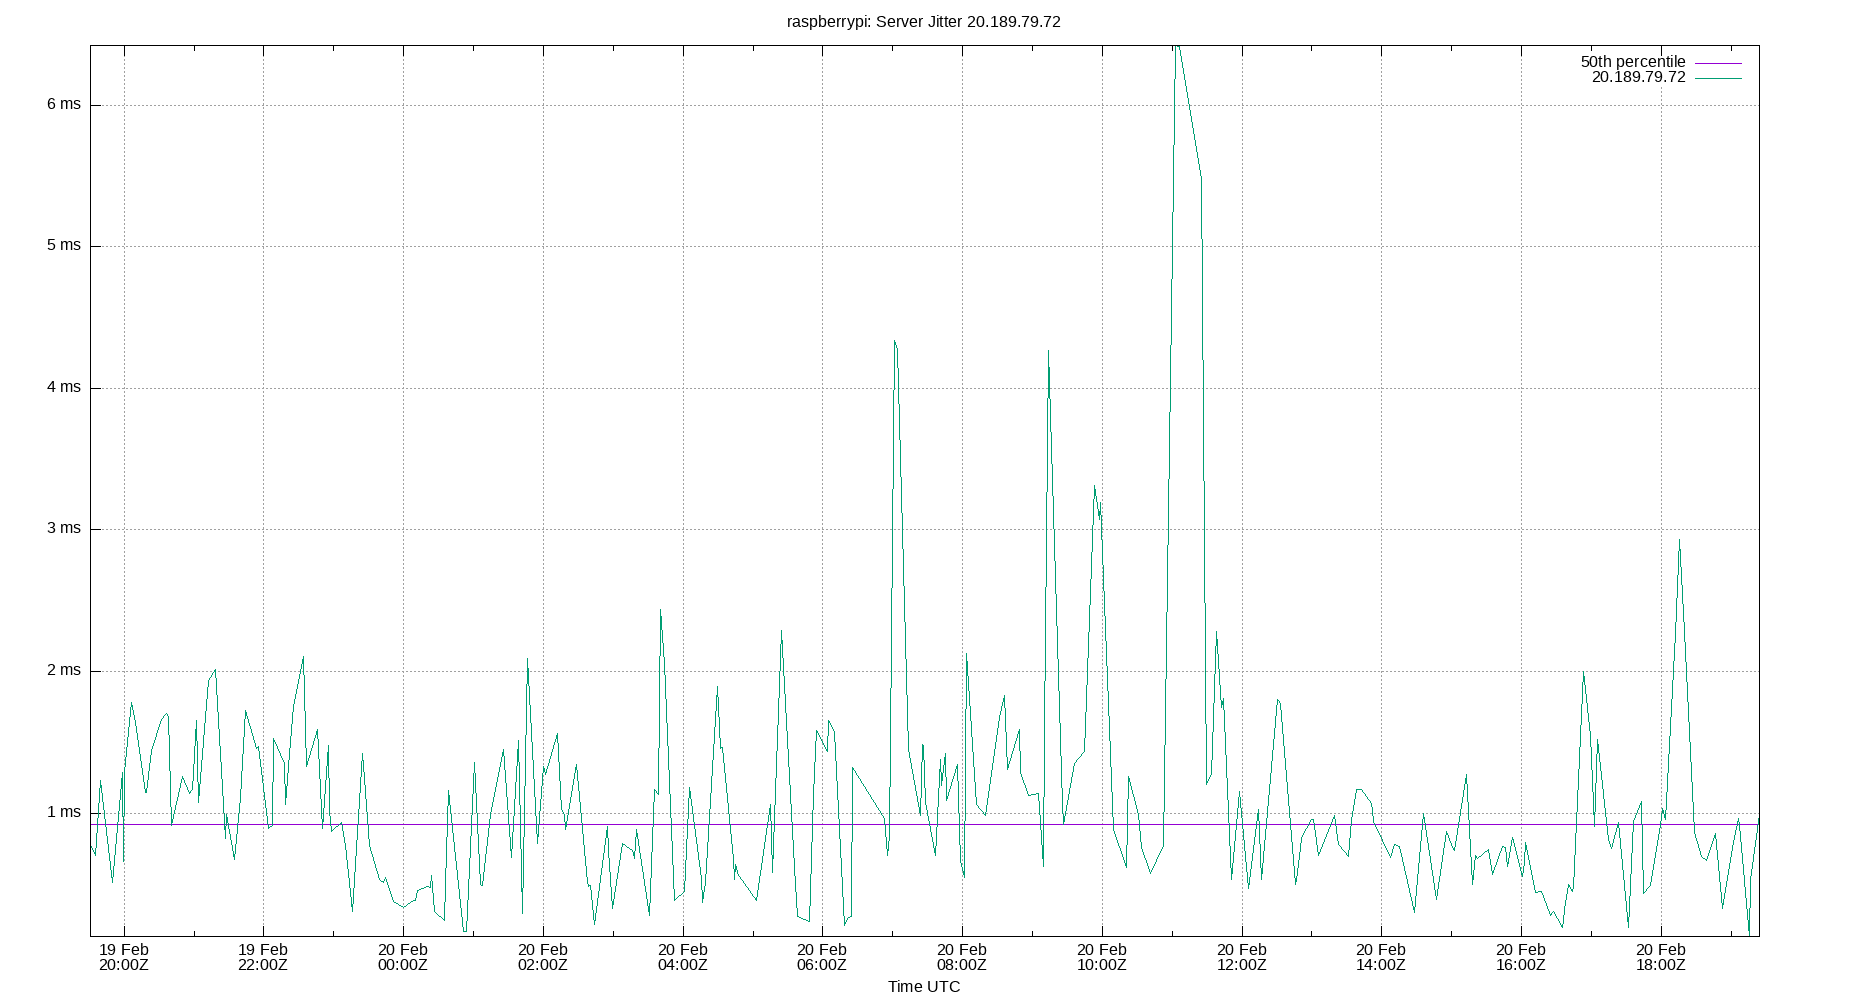 raspberrypi: Server Jitter 20.189.79.72
50th percentile
20.189.79.72
6 ms
5 ms
4 ms
3 ms
2 ms
1 ms
19 Feb 19 Feb 20 Feb 20 Feb 20 Feb 20 Feb 20 Feb 20 Feb 20 Feb 20 Feb 20 Feb 20 Feb
20:00Z 22:00Z 00:00Z 02:00Z 04:00Z 06:00Z 08:00Z 10:00Z 12:00Z 14:00Z 16:00Z 18:00Z
Time UTC